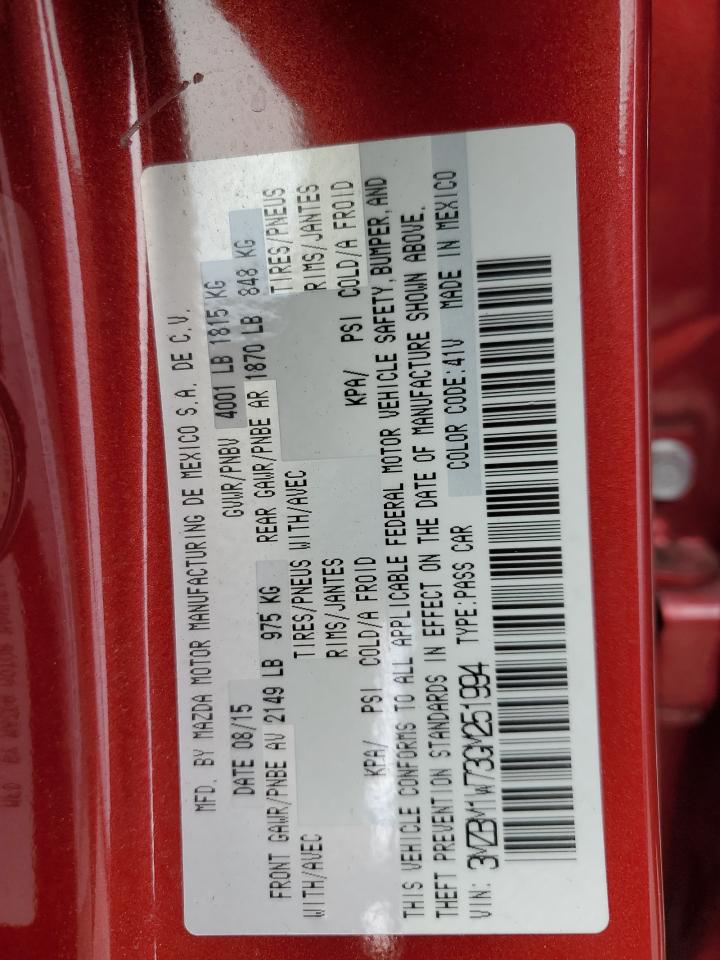 MFD. BY MAZDA MOTOR MANUFACTURING DE MEXICO S.A. DE C.V.
DATE 08/15 GVWR/PNBV 4001 LB 1815 KG
FRONT GAWR/PNBE AV 2149 LB 975 KG REAR GAWR/PNBE AR 1870 LB 848 KG
WITH/AVEC TIRES/PNEUS WITH/AVEC TIRES/PNEUS
RIMS/JANTES RIMS/JANTES
KPA/ PSI COLD/A FROID KPA/ PSI COLD/A FROID
THIS VEHICLE CONFORMS TO ALL APPLICABLE FEDERAL MOTOR VEHICLE SAFETY, BUMPER, AND
THEFT PREVENTION STANDARDS IN EFFECT ON THE DATE OF MANUFACTURE SHOWN ABOVE.
VIN: 3MZBM1W73GM251994 TYPE:PASS CAR COLOR CODE:41V MADE IN MEXICO